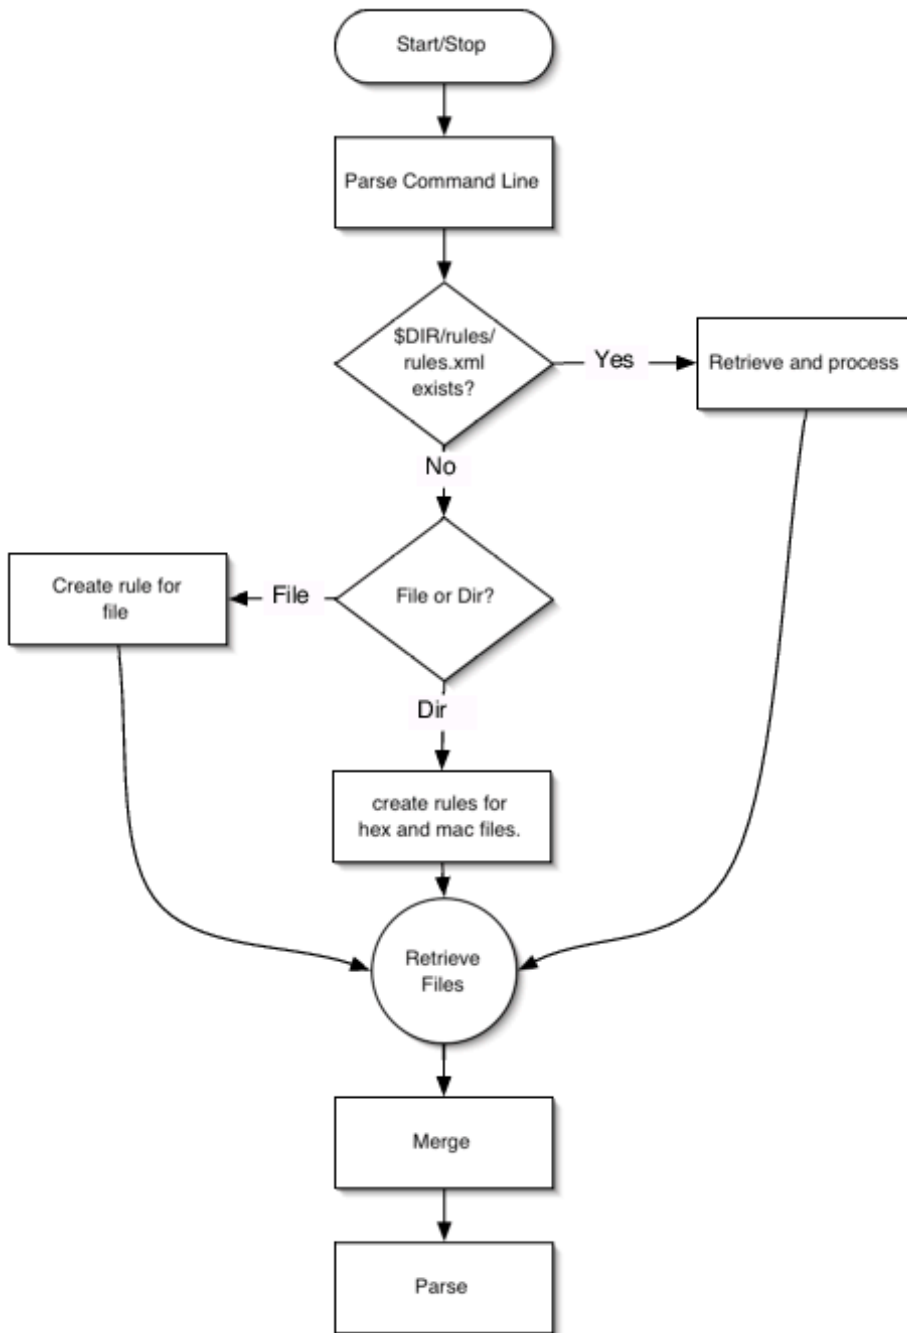 Start/Stop
Parse Command Line
$DIR/rules/
rules.xml
exists?
Yes
Retrieve and process
No
Create rule for
file
File
File or Dir?
Dir
create rules for
hex and mac files.
Retrieve
Files
Merge
Parse